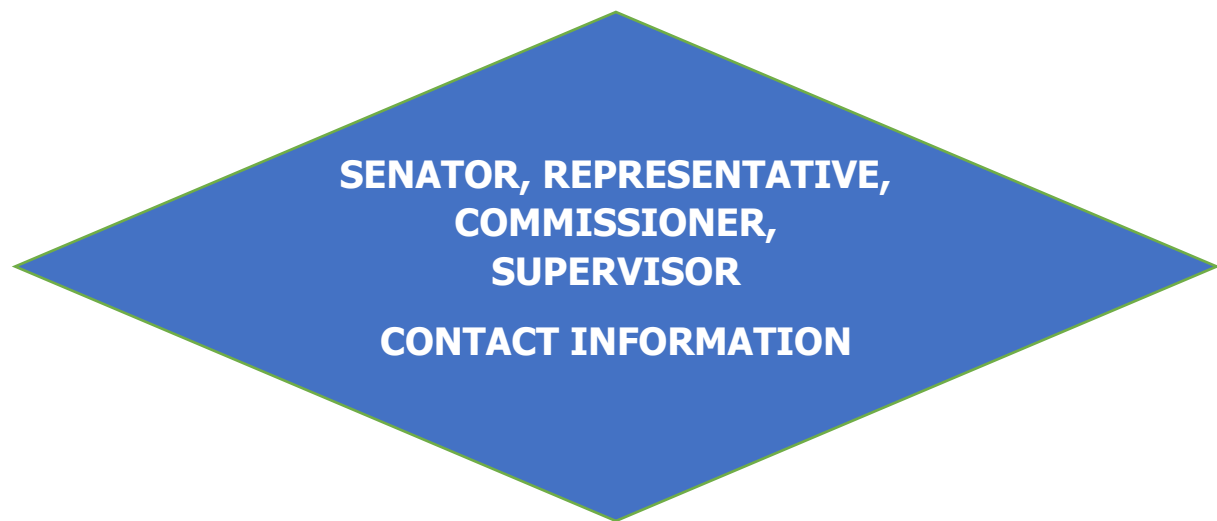 SENATOR, REPRESENTATIVE,
COMMISSIONER,
SUPERVISOR
CONTACT INFORMATION